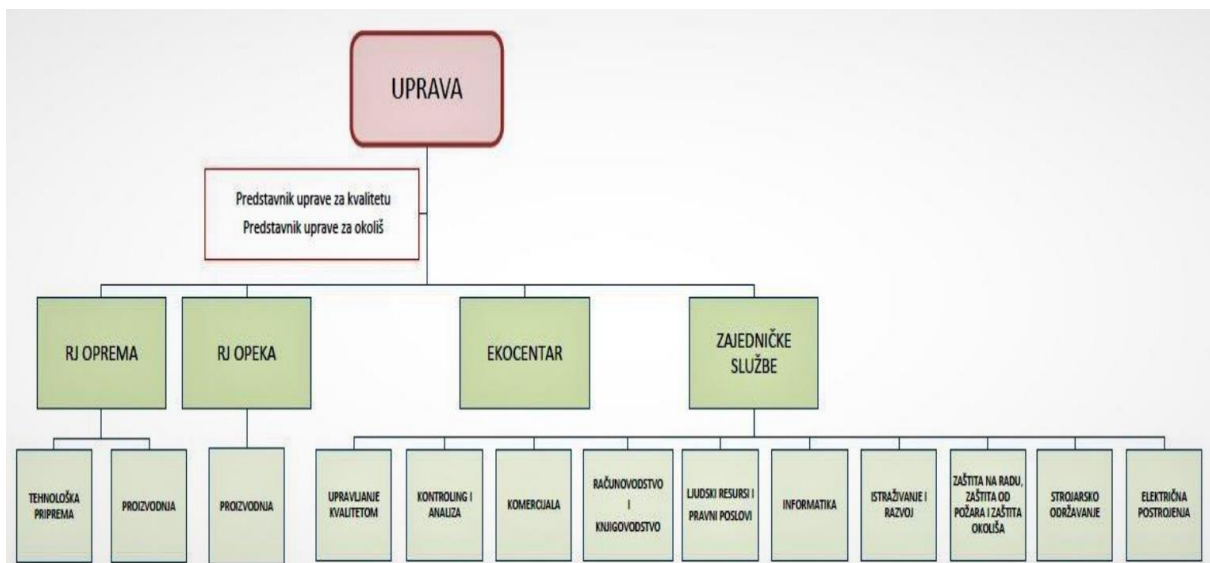 UPRAVA
Predstavnik uprave za kvalitetu
Predstavnik uprave za okoliš
RJ OPREMA
RJ OPEKA
EKOCENTAR
ZAJEDNIČKE
SLUŽBE
TEHNOLOŠKA
PRIPREMA
PROIZVODNJA
PROIZVODNJA
UPRAVLJANJE
KVALITETOM
KONTROLING I
ANALIZA
KOMERCIJALA
RAČUNOVODSTVO
I
KNJIGOVODSTVO
LJUDSKI RESURSI I
PRAVNI POSLOVI
INFORMATIKA
ISTRAŽIVANJE I
RAZVOJ
ZAŠTITA NA RADU,
ZAŠTITA OD
POŽARA I ZAŠTITA
OKOLIŠA
STROJARSKO
ODRŽAVANJE
ELEKTRIČNA
POSTROJENJA